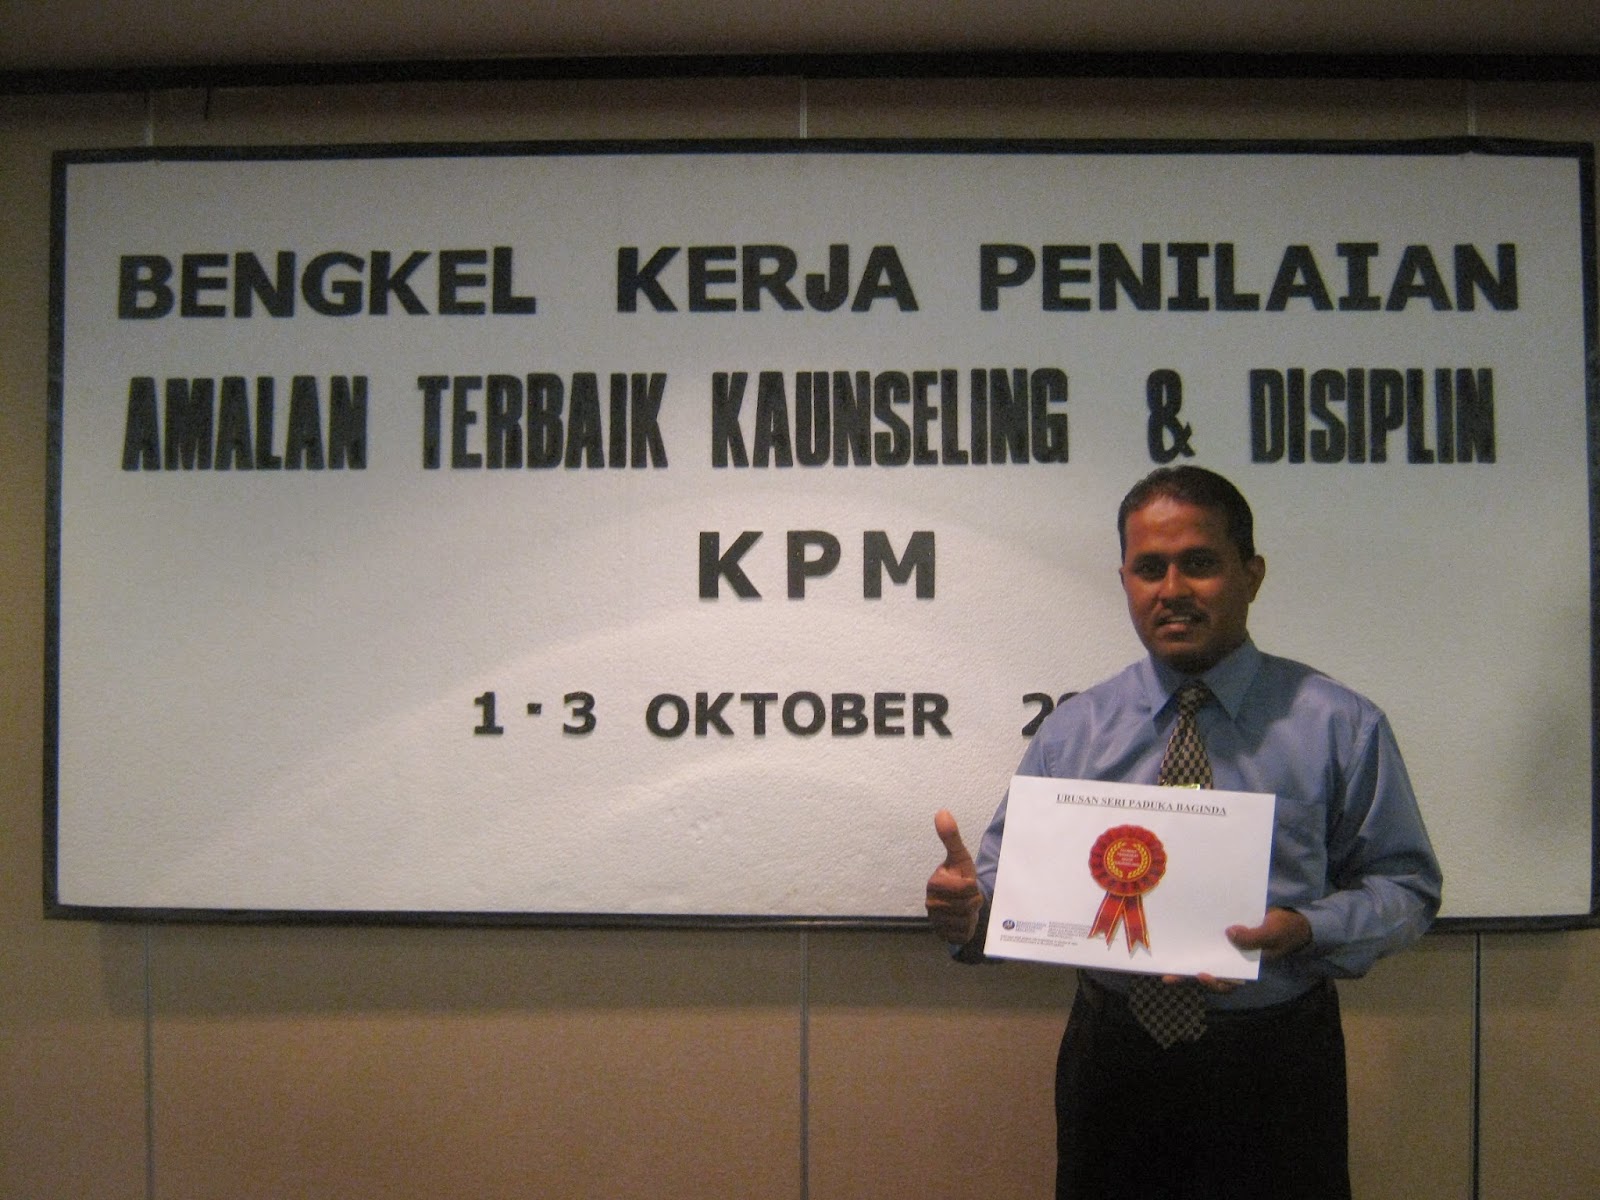 BENGKEL KERJA PENILAIAN
AMALAN TERBAIK KAUNSELING & DISIPLIN
KPM
1-3 OKTOBER
URUSAN SERI PADUKA BAGINDA